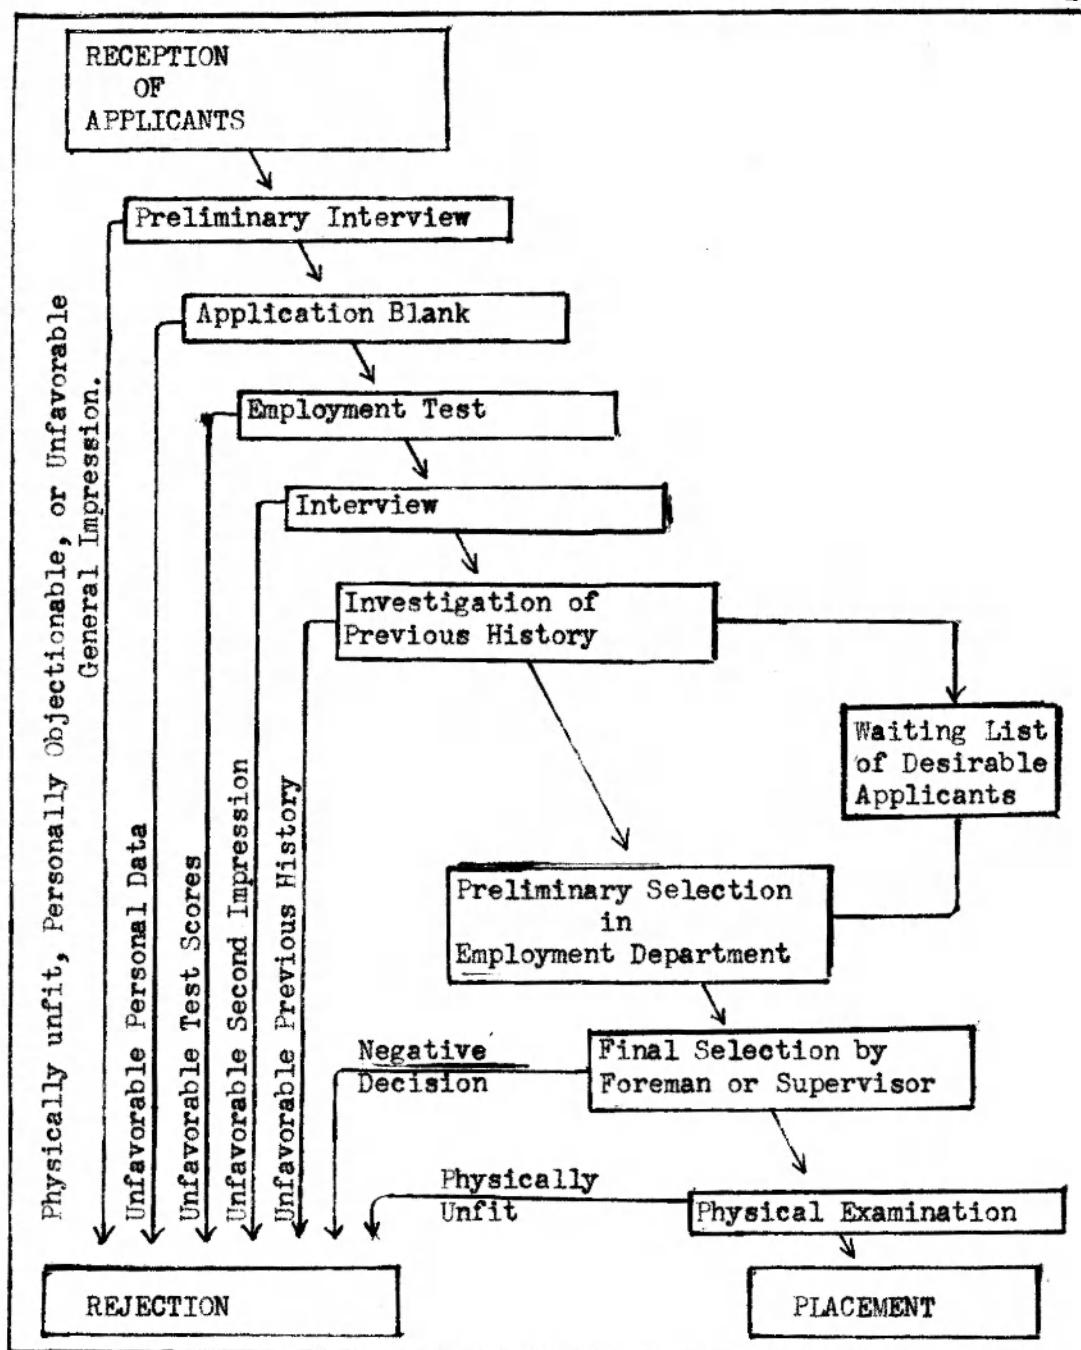 RECEPTION
OF
APPLICANTS
Preliminary Interview
Application Blank
Employment Test
Interview
Investigation of
Previous History
Waiting List
of Desirable
Applicants
Preliminary Selection
in
Employment Department
Final Selection by
Foreman or Supervisor
Negative
Decision
Physical Examination
Physically
Unfit
Physically unfit, Personally Objectionable, or Unfavorable
General Impression.
Unfavorable Personal Data
Unfavorable Test Scores
Unfavorable Second Impression
Unfavorable Previous History
REJECTION
PLACEMENT